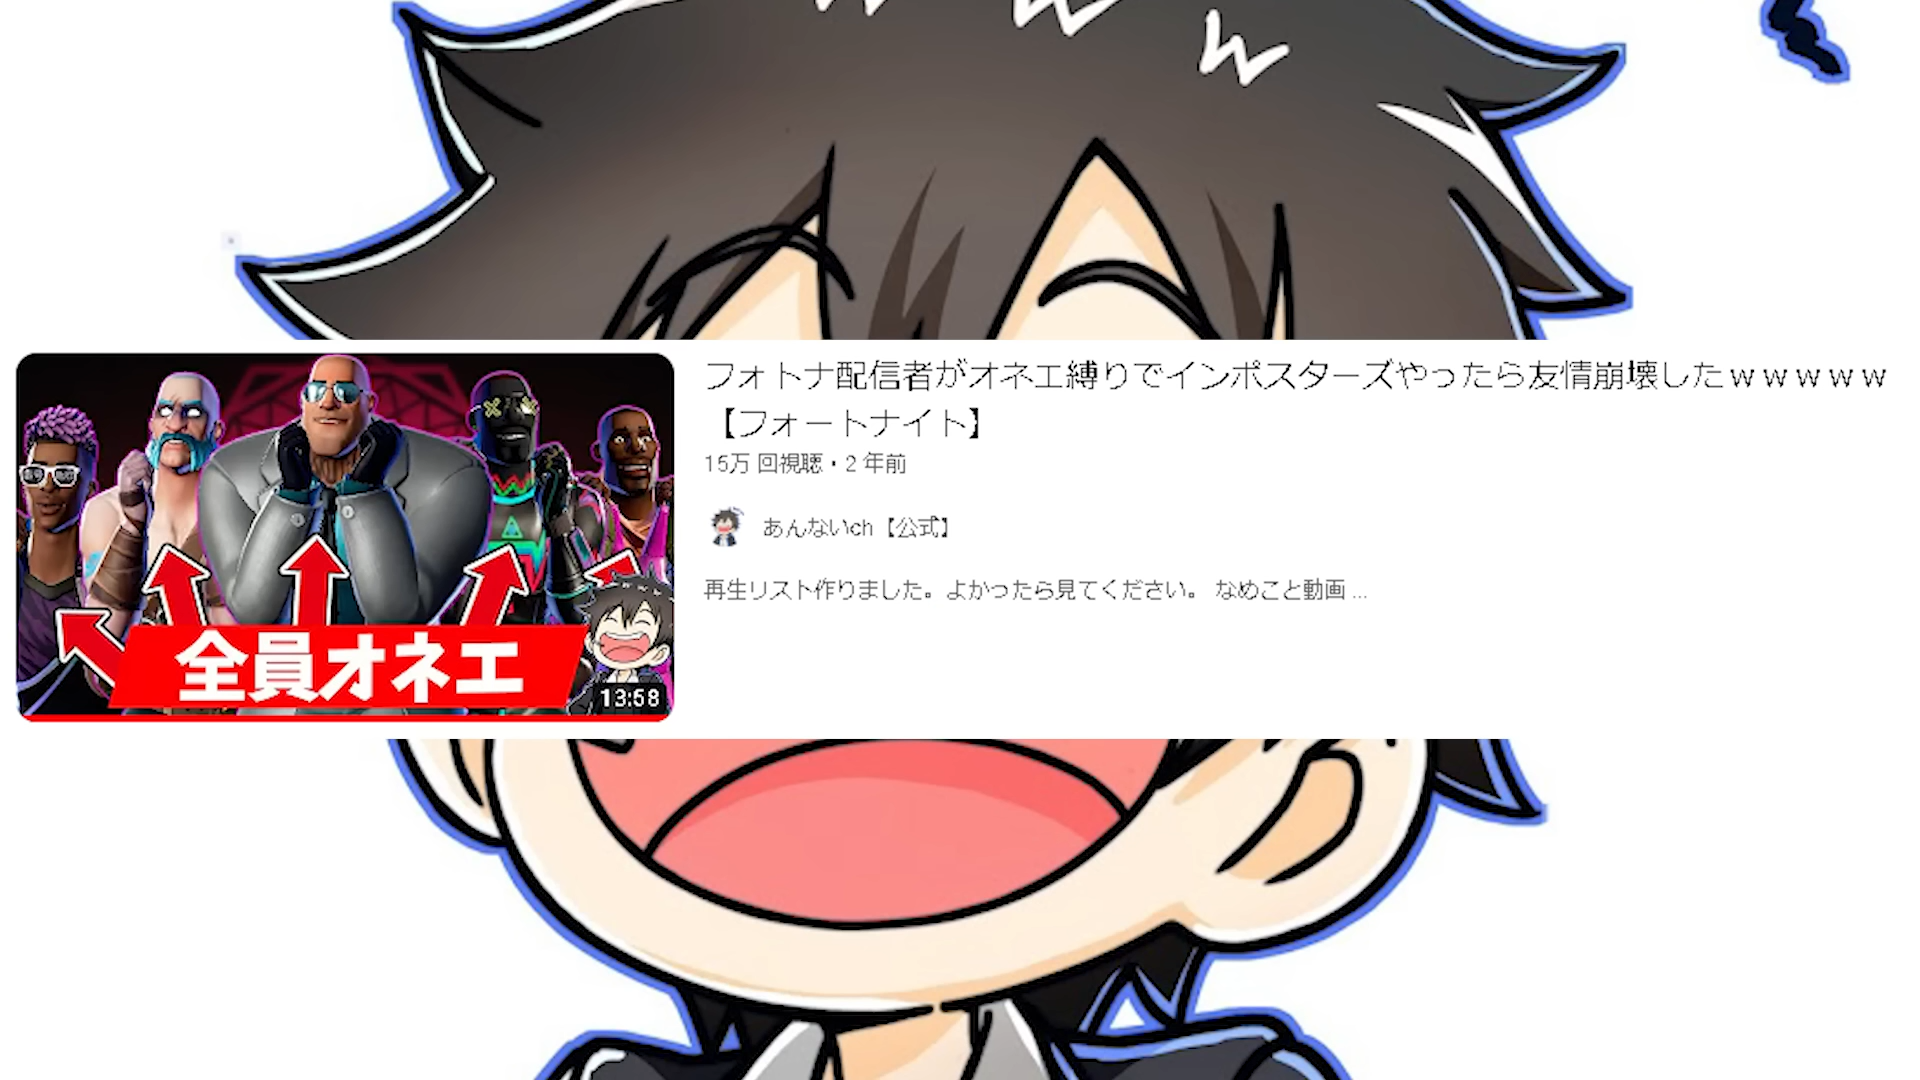 フォトナ配信者がオネエ縛りでインポスターズやったら友情崩壊したｗｗｗｗｗ
【フォートナイト】
15万 回視聴・2 年前
あんないch【公式】
再生リスト作りました。よかったら見てください。 なめこと動画 ...
全員オネエ
13:58